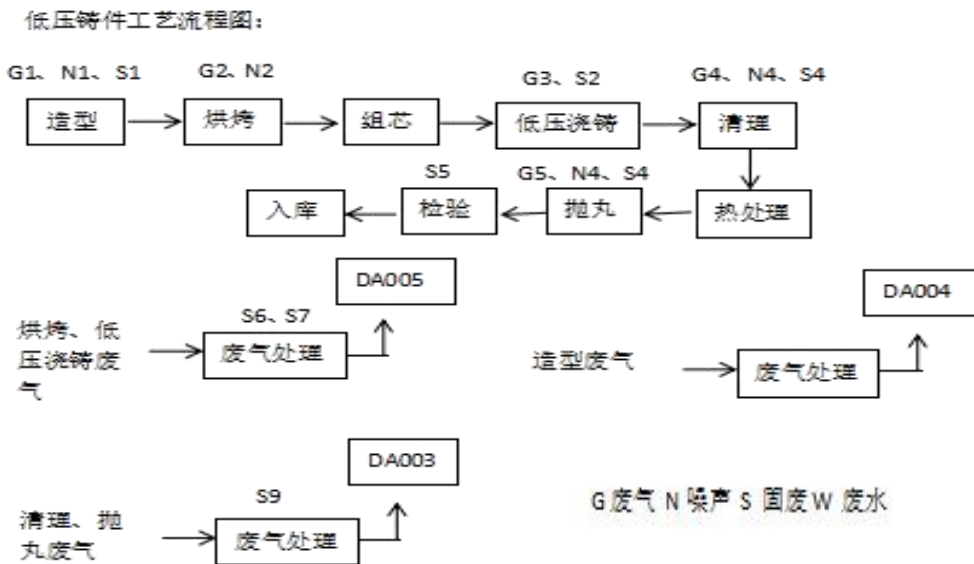 低压铸件工艺流程图：
G1、N1、S1
G2、N2
G3、S2
G4、N4、S4
造型
烘烤
组芯
低压浇铸
清理
S5
G5、N4、S4
入库
检验
抛丸
热处理
DA005
DA004
S6、S7
烘烤、低
压浇铸废
气
废气处理
造型废气
废气处理
DA003
S9
G废气 N 噪声 S 固废 W 废水
清理、抛
丸废气
废气处理